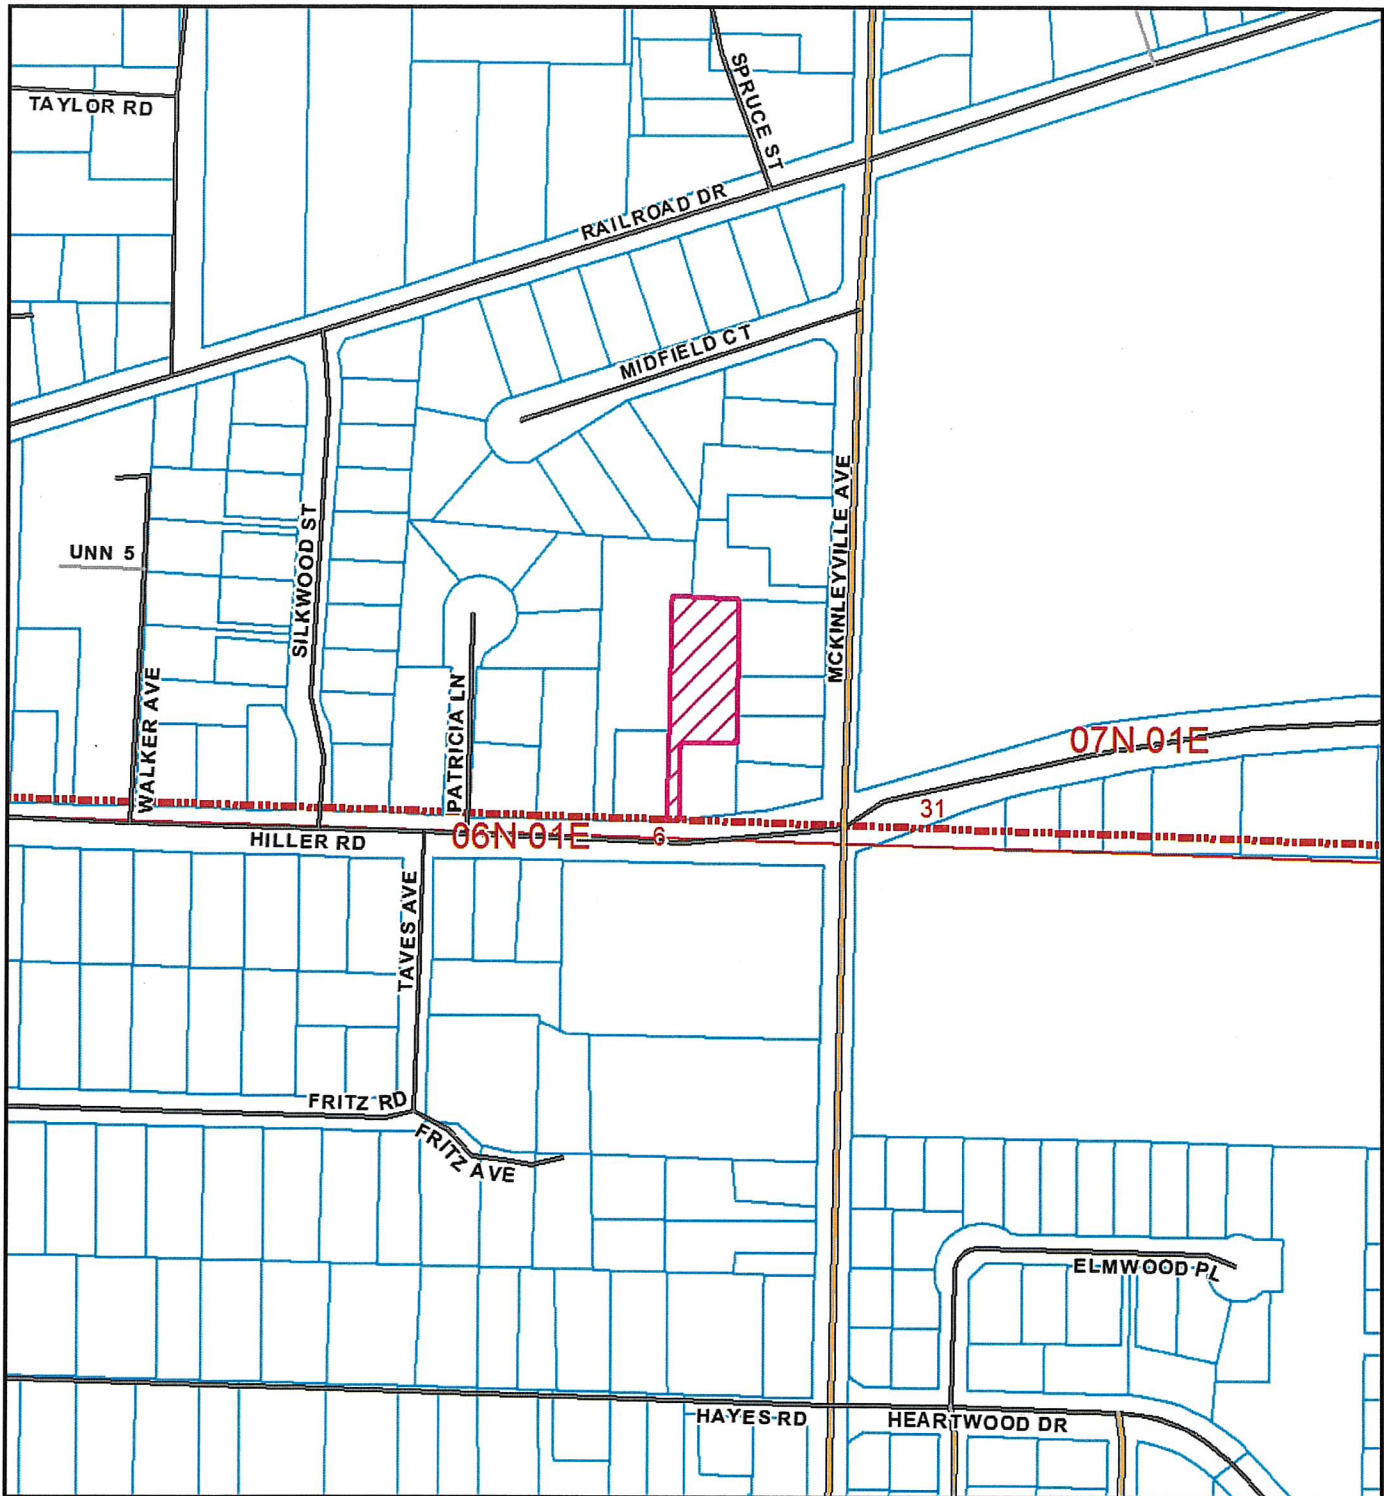 TAYLOR RD
SPRUCE ST
RAILROAD DR
MIDFIELD CT
MCKINLEYVILLE AVE
SILKWOOD ST
UNN 5
WALKER AVE
PATRICIA LN
07N 01E
31
HILLER RD
06N 01E
6
TAVES AVE
FRITZ RD
FRITZ AVE
ELMWOOD PL
HAYES RD
HEARTWOOD DR